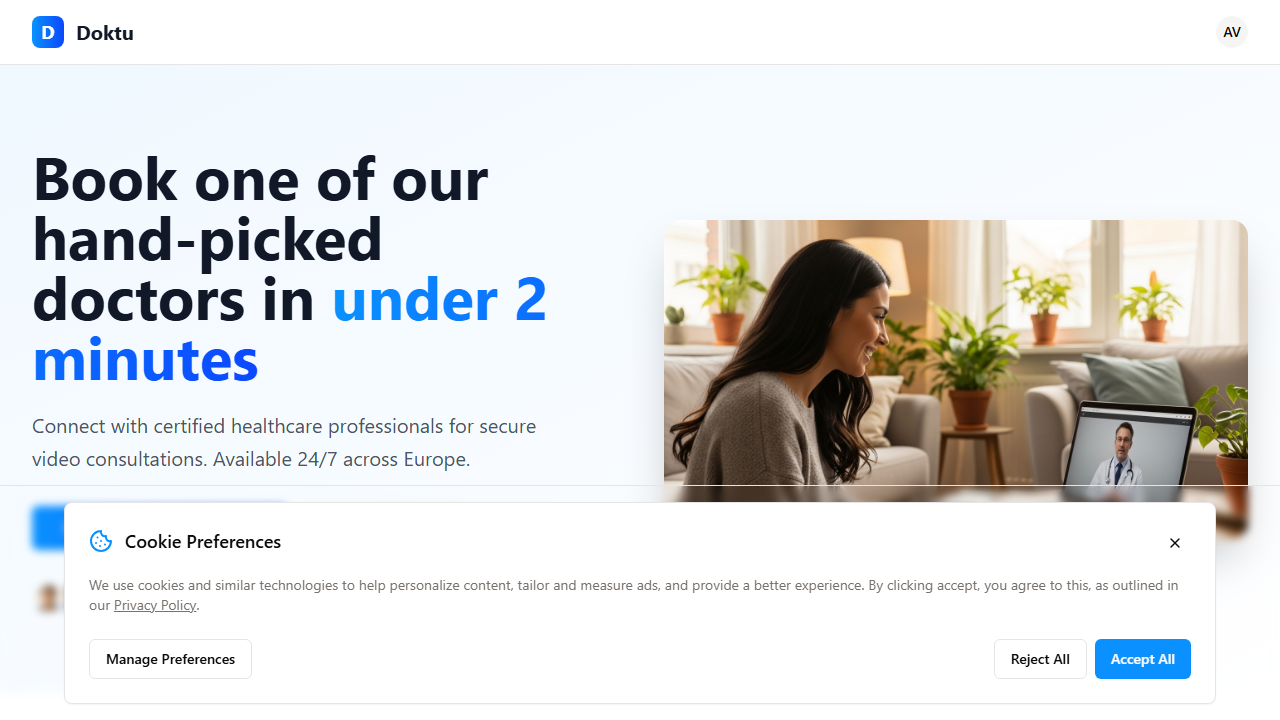 D Doktu
AV
Book one of our
hand-picked
doctors in under 2
minutes
Connect with certified healthcare professionals for secure
video consultations. Available 24/7 across Europe.
Cookie Preferences
We use cookies and similar technologies to help personalize content, tailor and measure ads, and provide a better experience. By clicking accept, you agree to this, as outlined in
our Privacy Policy.
Manage Preferences
Reject All
Accept All